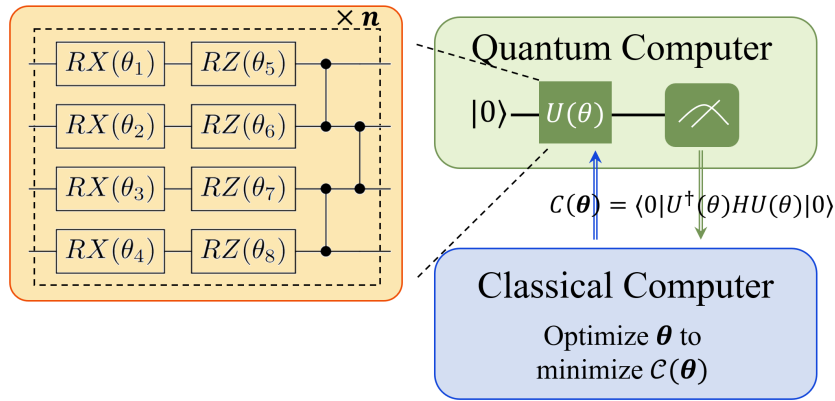 × n
RX(θ₁) RZ(θ₅)
RX(θ₂) RZ(θ₆)
RX(θ₃) RZ(θ₇)
RX(θ₄) RZ(θ₈)
Quantum Computer
|0⟩ U(θ)
C(θ) = ⟨0|U†(θ)HU(θ)|0⟩
Classical Computer
Optimize θ to
minimize 𝒞(θ)